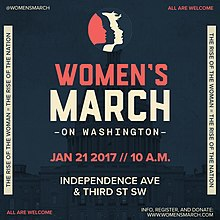 @WOMENSMARCH
ALL ARE WELCOME
THE RISE OF THE WOMAN = THE RISE OF THE NATION
WOMEN'S
MARCH
–ON WASHINGTON–
JAN 21 2017 // 10 A.M.
INDEPENDENCE AVE
& THIRD ST SW
THE RISE OF THE WOMAN = THE RISE OF THE NATION
ALL ARE WELCOME
INFO, REGISTER, AND DONATE:
WWW.WOMENSMARCH.COM